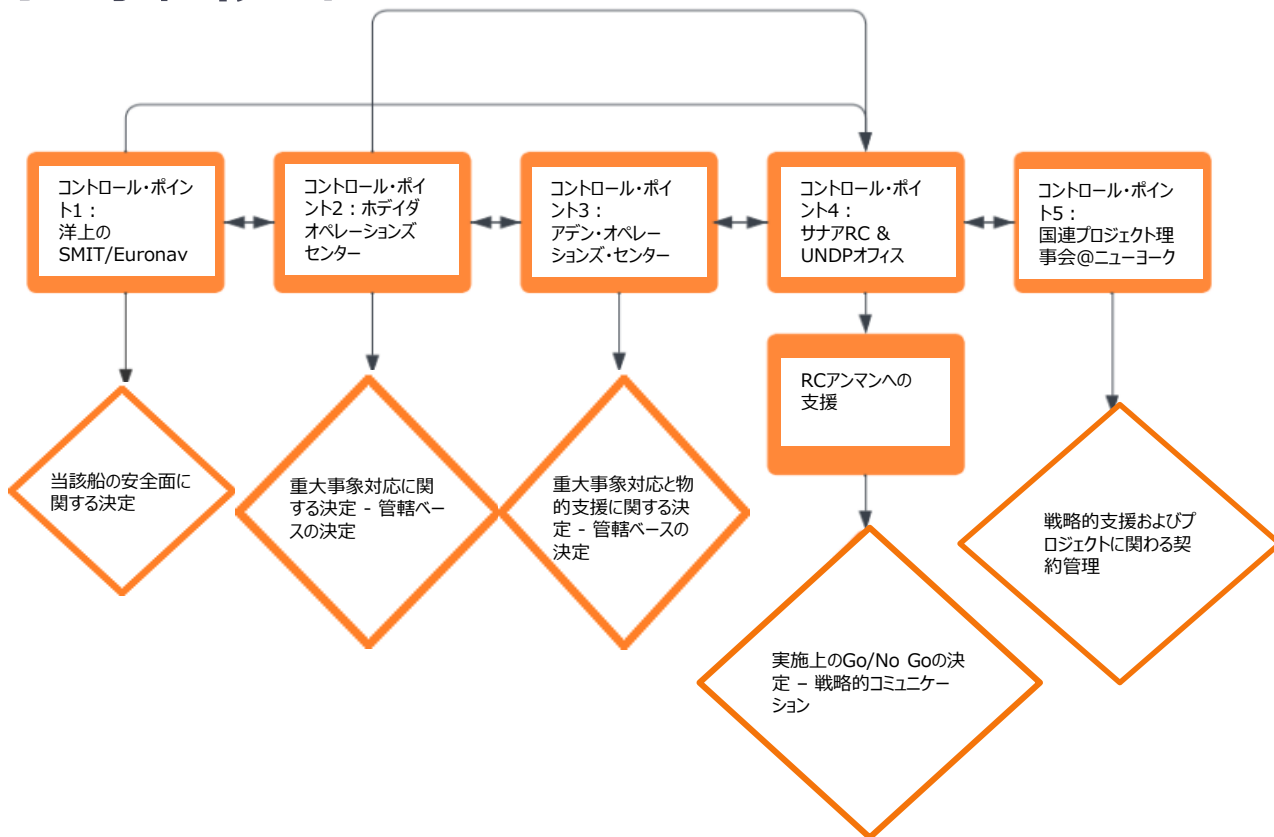 コントロール・ポイン
ト1：
洋上の
SMIT/Euronav
コントロール・ポイ
ント2：ホデイダ
オペレーションズ
センター
コントロール・ポイ
ント3：
アデン・オペレー
ションズ・センター
コントロール・ポイ
ント4：
サナアRC &
UNDPオフィス
コントロール・ポイン
ト5：
国連プロジェクト理
事会@ニューヨーク
RCアンマンへの
支援
当該船の安全面に
関する決定
重大事象対応に関
する決定 - 管轄ベー
スの決定
重大事象対応と物
的支援に関する決
定 - 管轄ベースの
決定
実施上のGo/No Goの決
定 – 戦略的コミュニケー
ション
戦略的支援およびプ
ロジェクトに関わる契
約管理